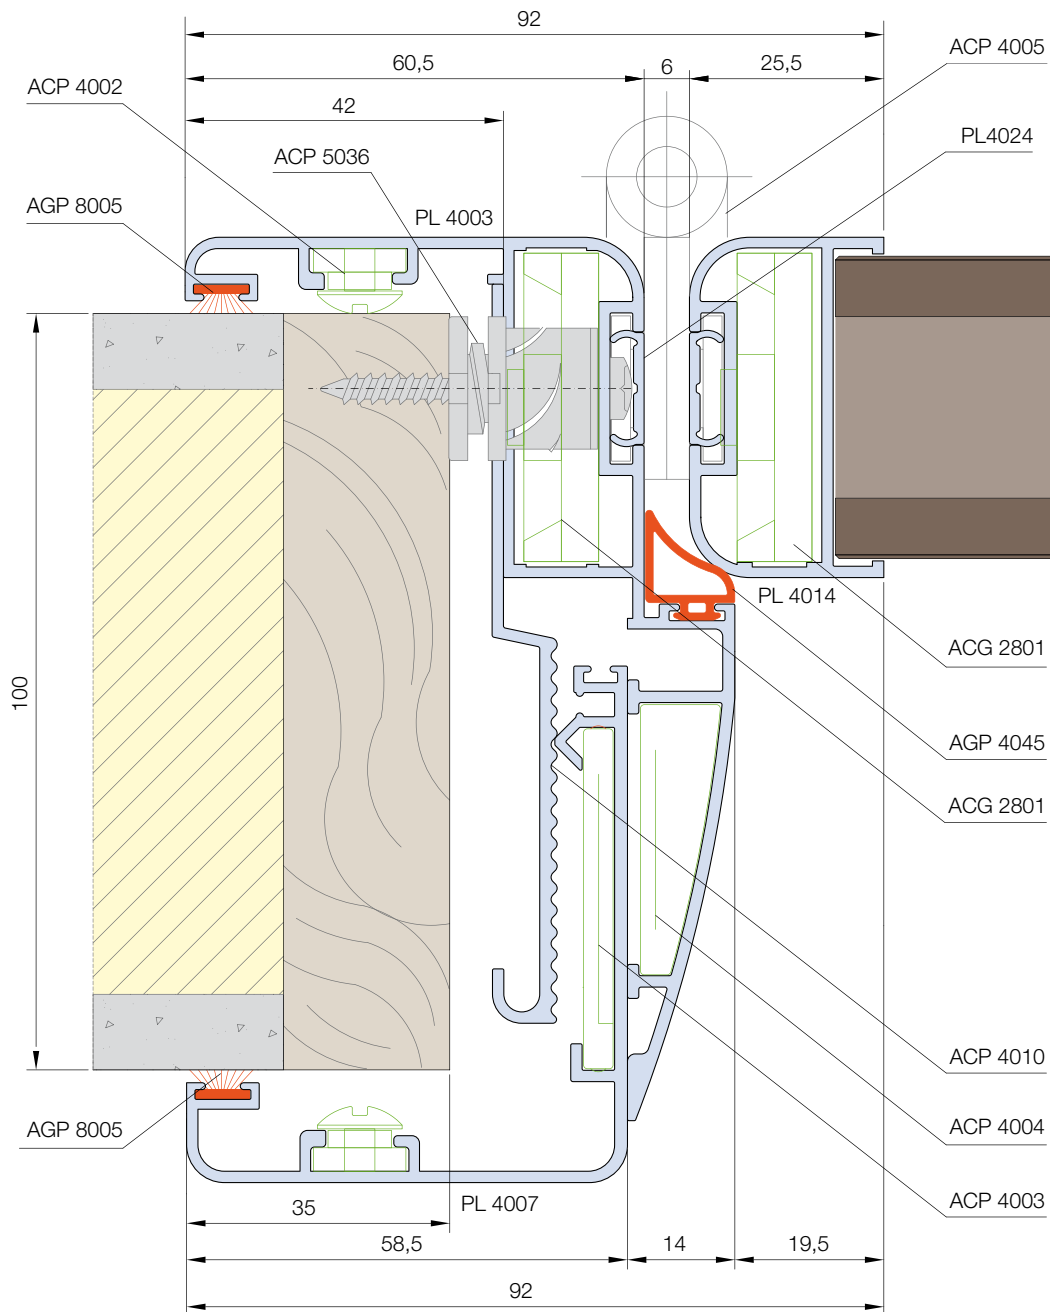 92
60,5
6
25,5
ACP 4005
ACP 4002
42
ACP 5036
PL4024
AGP 8005
PL 4003
PL 4014
ACG 2801
100
AGP 4045
ACG 2801
ACP 4010
AGP 8005
ACP 4004
PL 4007
ACP 4003
35
58,5
14
19,5
92